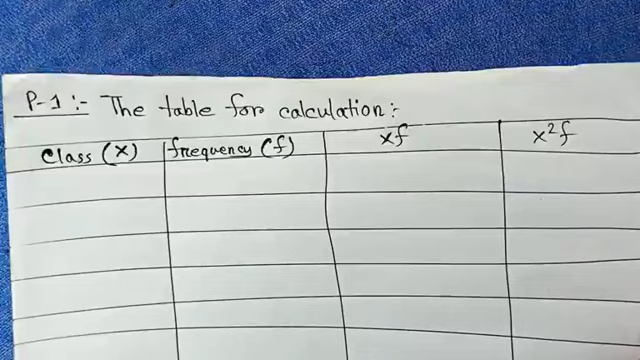 P-1 :- The table for calculation:-
Class (x) frequency (f) xf x²f